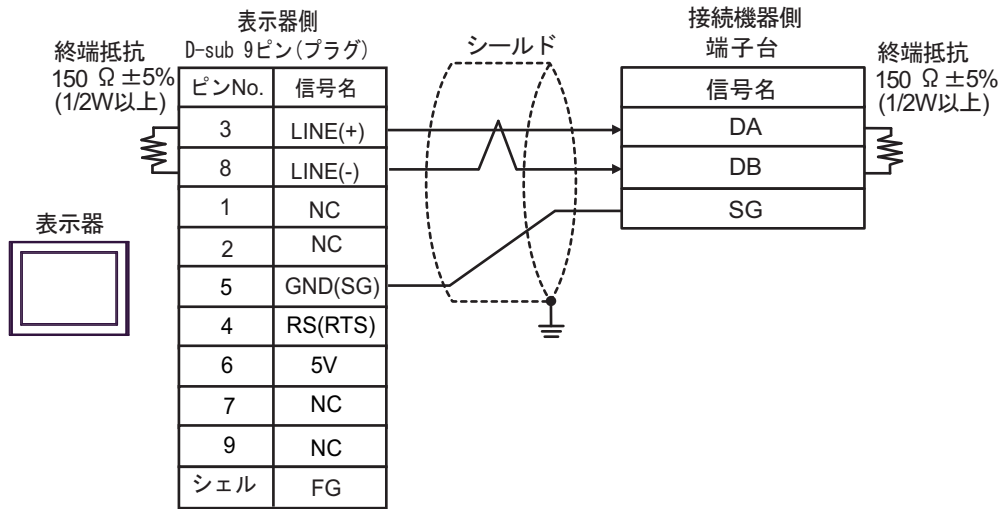 表示器側
D-sub 9ピン(プラグ)
終端抵抗
150 Ω ±5%
(1/2W以上)
ピンNo. 信号名
3 LINE(+)
8 LINE(-)
1 NC
2 NC
5 GND(SG)
4 RS(RTS)
6 5V
7 NC
9 NC
シェル FG
表示器
シールド
接続機器側
端子台
信号名
DA
DB
SG
終端抵抗
150 Ω ±5%
(1/2W以上)